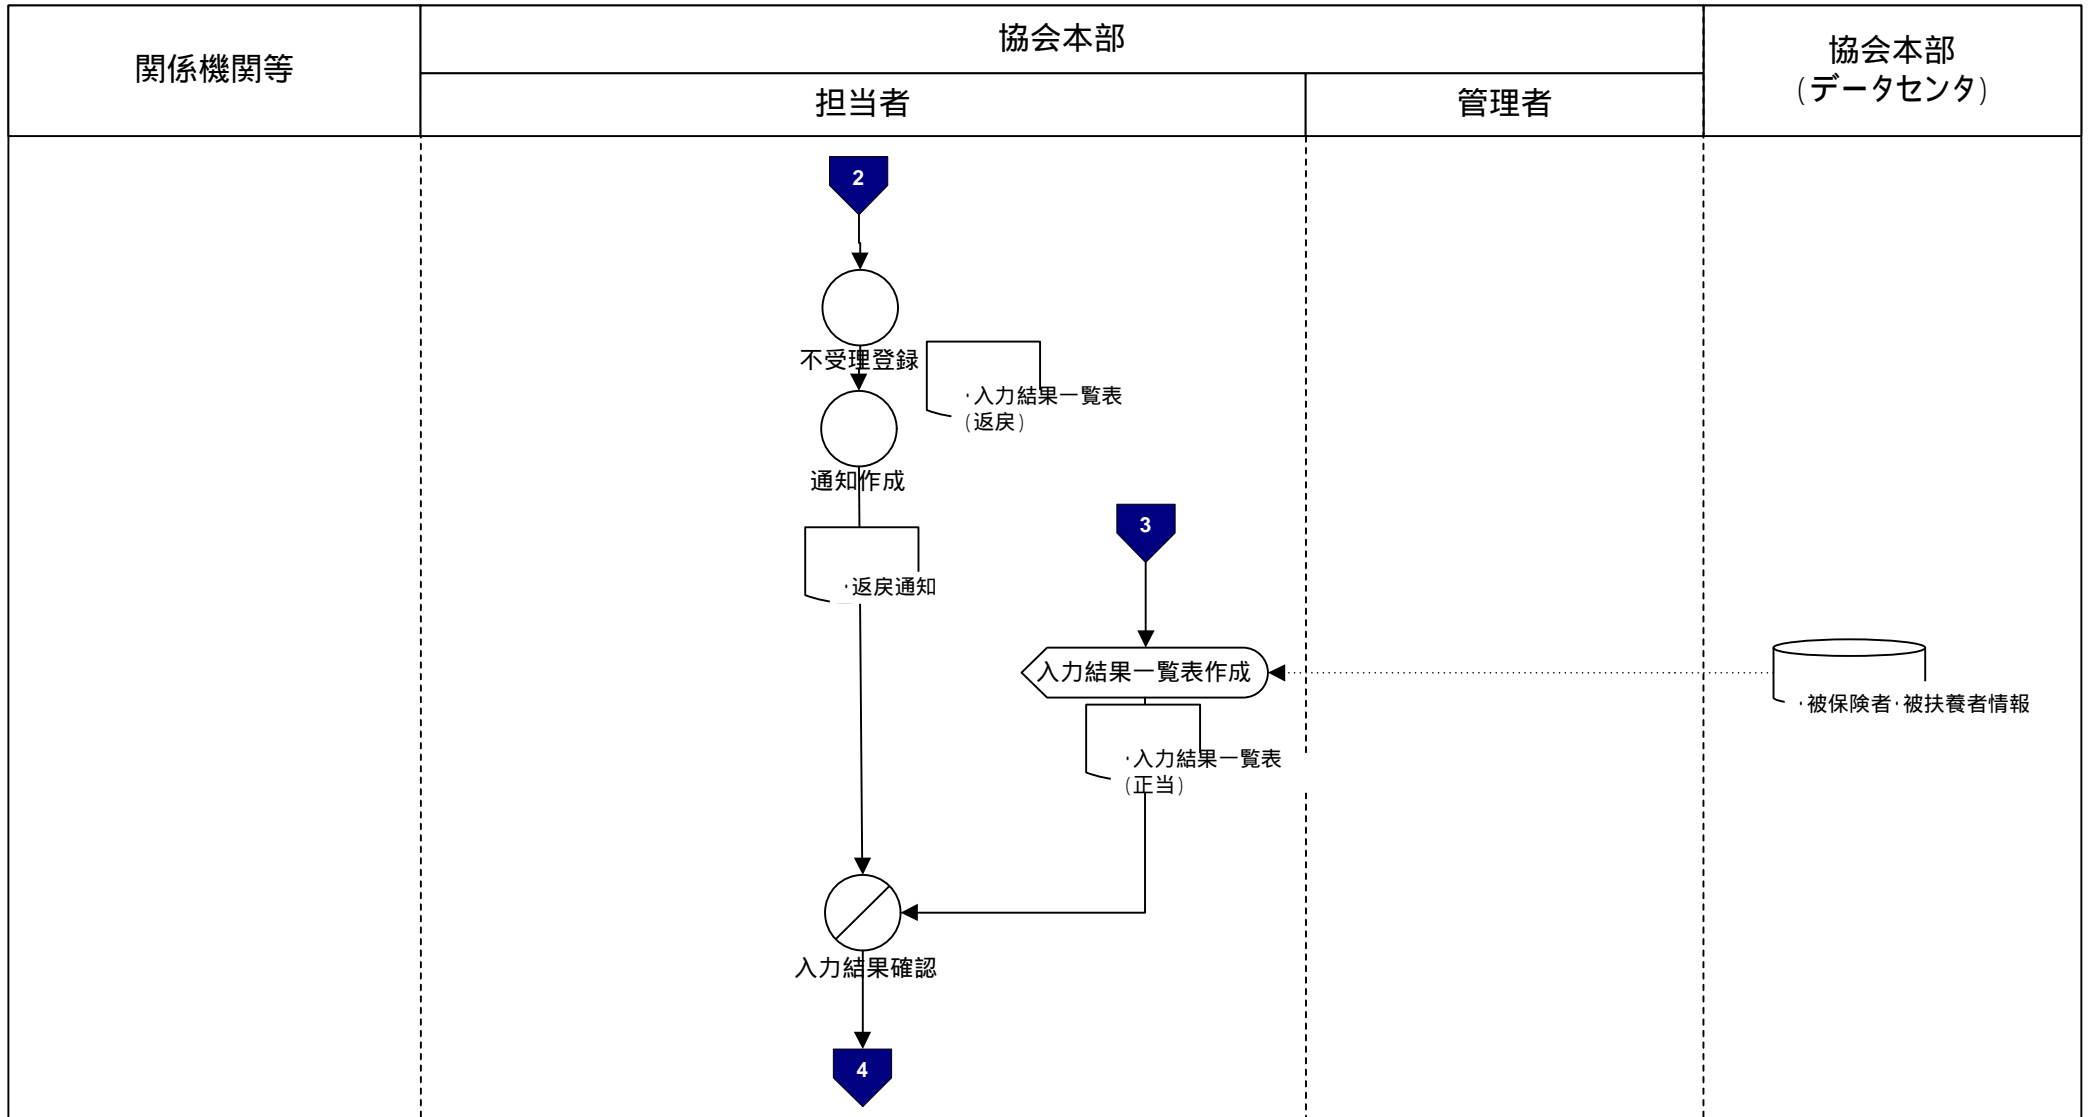 関係機関等
協会本部
担当者
管理者
協会本部
(データセンタ)
2
不受理登録
・入力結果一覧表
(返戻)
通知作成
3
・返戻通知
入力結果一覧表作成
・被保険者・被扶養者情報
・入力結果一覧表
(正当)
入力結果確認
4